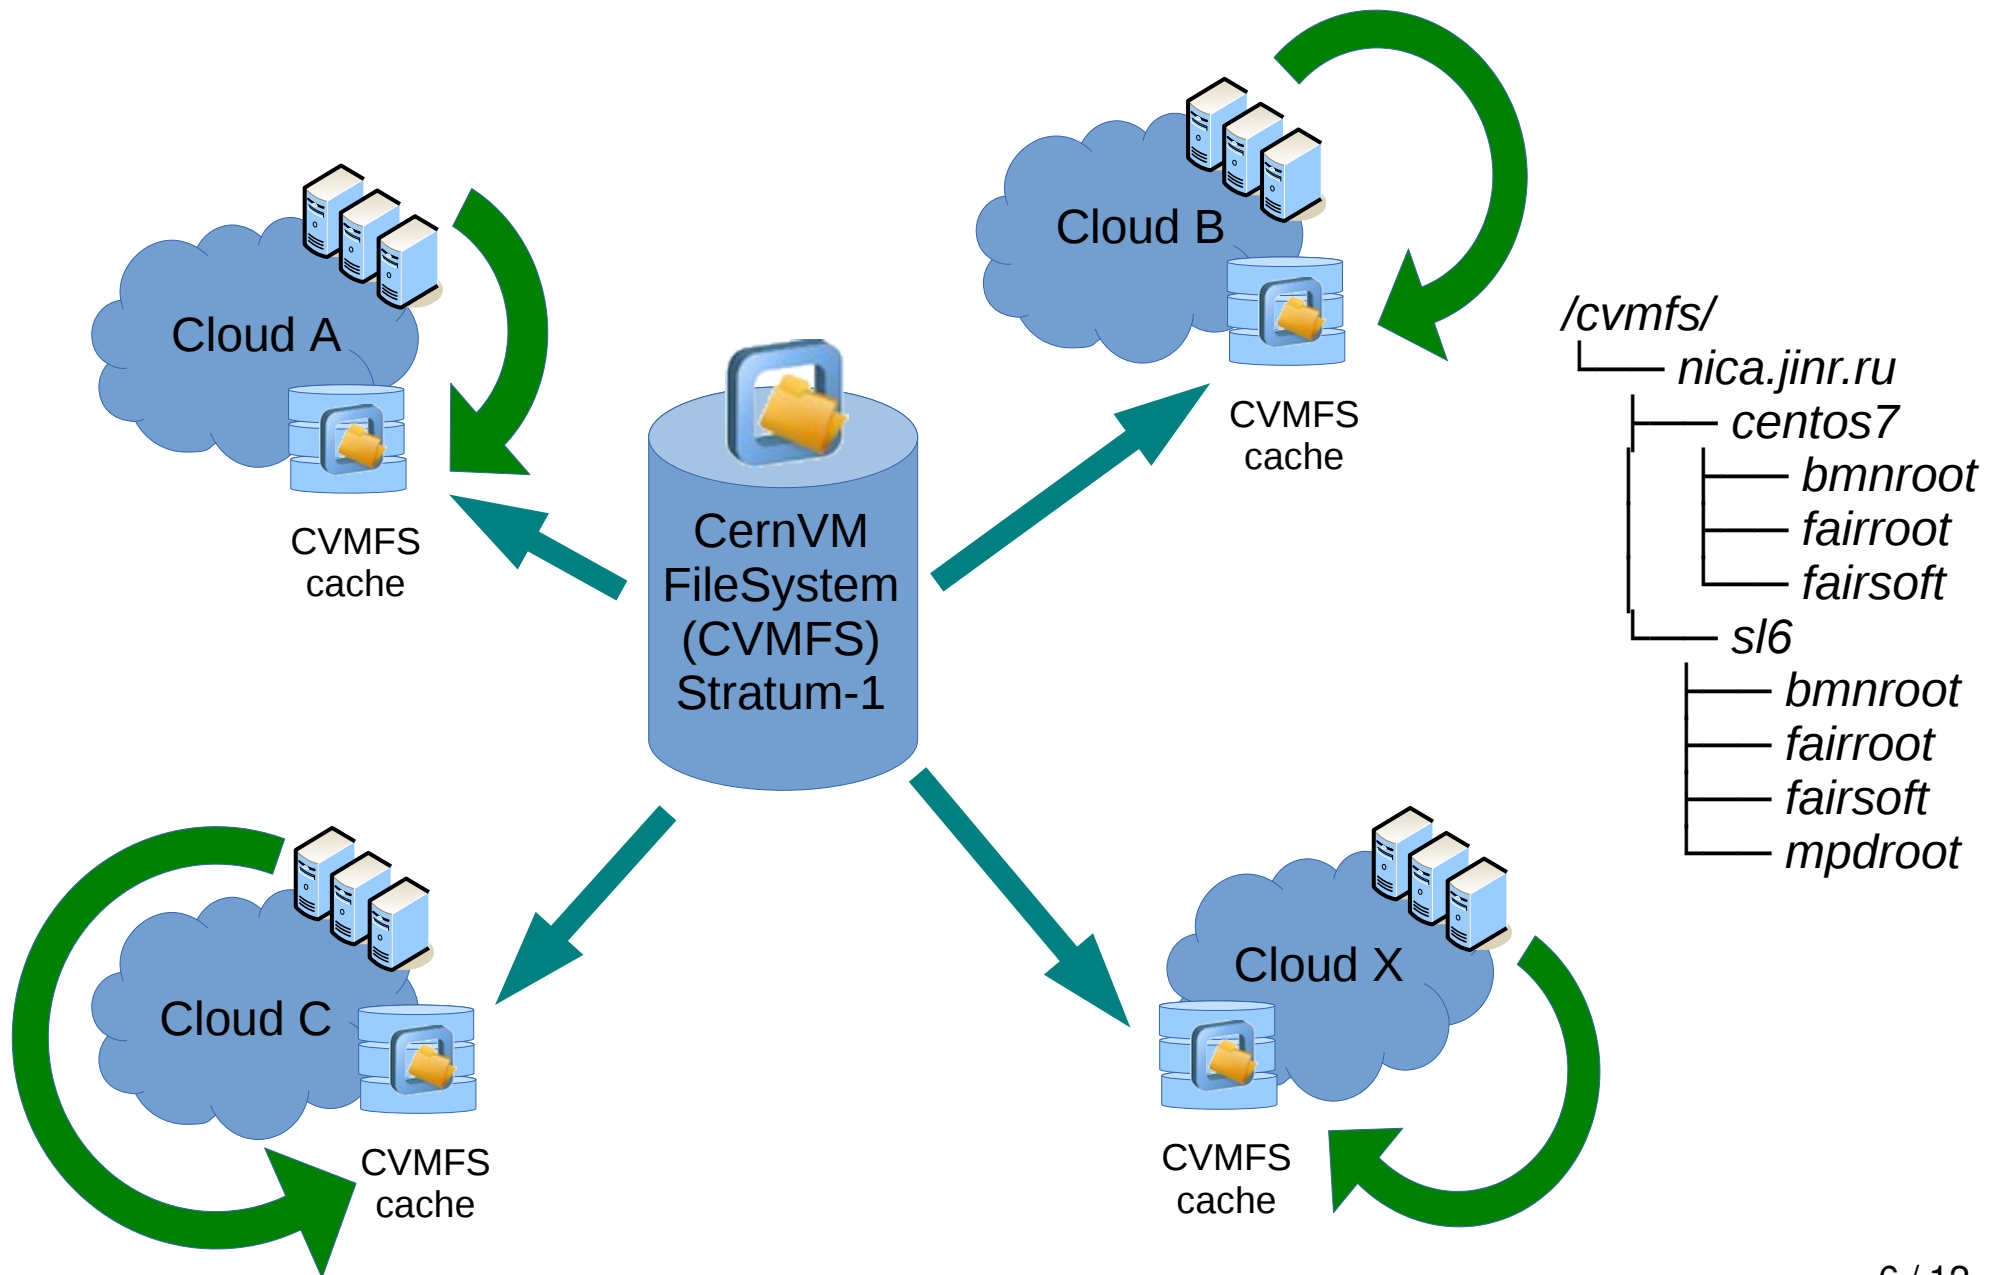 Cloud A
CVMFS
cache
Cloud B
CVMFS
cache
CernVM
FileSystem
(CVMFS)
Stratum-1
Cloud C
CVMFS
cache
Cloud X
CVMFS
cache
/cvmfs/
nica.jinr.ru
centos7
bmnroot
fairroot
fairsoft
sl6
bmnroot
fairroot
fairsoft
mpdroot